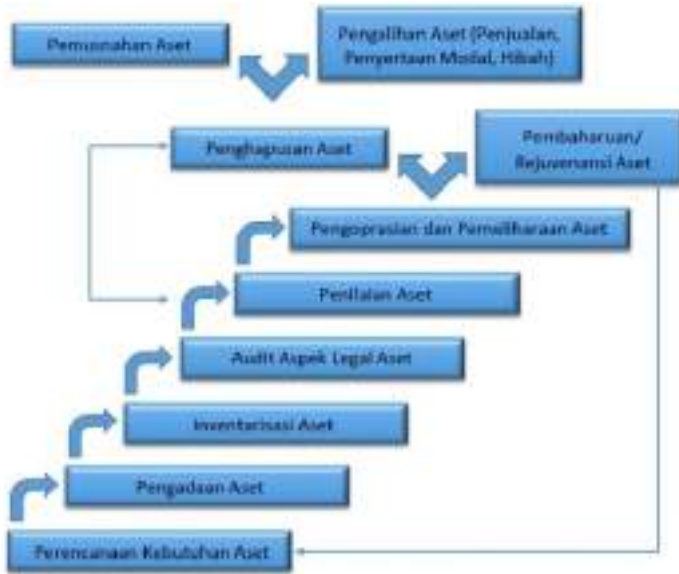 Pemusnahan Aset
Pengalihan Aset (Penjualan,
Penyertaan Modal, Hibah)
Penghapusan Aset
Pembaharuan/
Rejuvenansi Aset
Pengoprasian dan Pemeliharaan Aset
Penilaian Aset
Audit Aspek Legal Aset
Inventarisasi Aset
Pengadaan Aset
Perencanaan Kebutuhan Aset